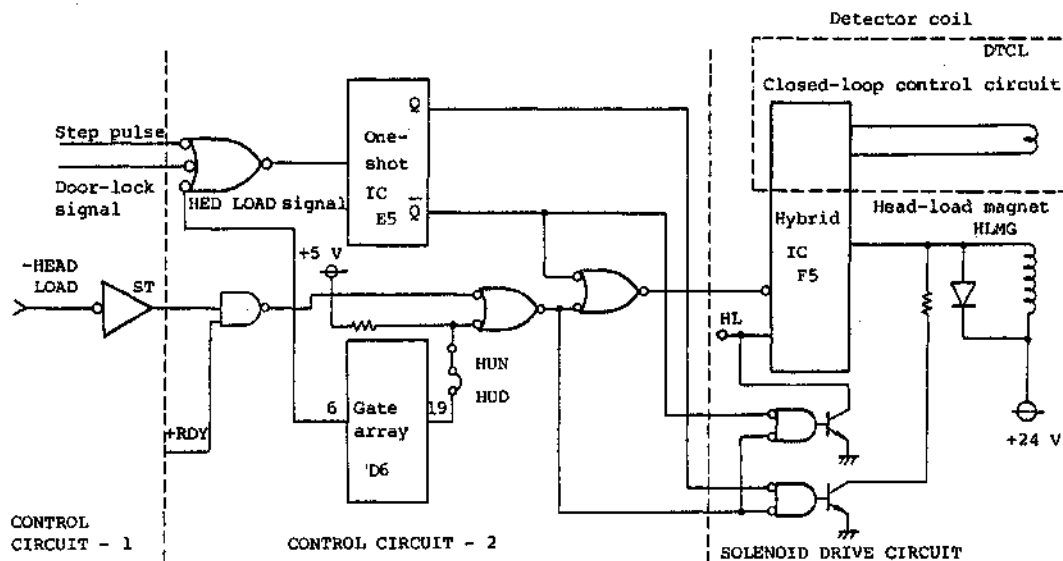 Detector coil
DTCL
Closed-loop control circuit
Step pulse
Door-lock
signal
HED LOAD signal
Q
One-
shot
IC
E5
Q̅
Head-load magnet
HLMG
Hybrid
IC
F5
+5 V
-HEAD
LOAD
ST
HL
HUN
HUD
6
Gate
array
'D6
19
+RDY
+24 V
CONTROL
CIRCUIT - 1
CONTROL CIRCUIT - 2
SOLENOID DRIVE CIRCUIT